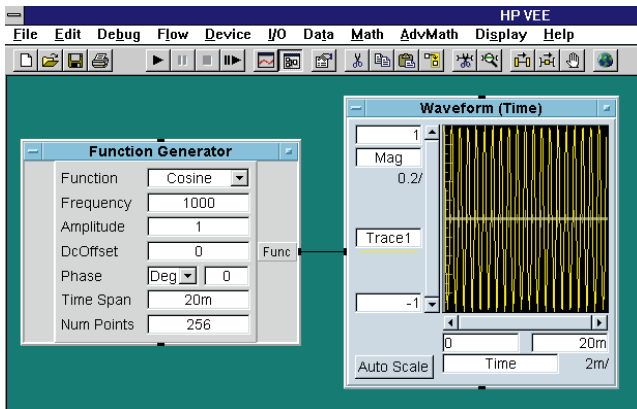 HP VEE
File Edit Debug Flow Device I/O Data Math AdvMath Display Help
Waveform (Time)
1
Mag
0.2/
Trace1
-1
0 20m
Auto Scale Time 2m/
Function Generator
Function Cosine
Frequency 1000
Amplitude 1
DcOffset 0 Func
Phase Deg 0
Time Span 20m
Num Points 256